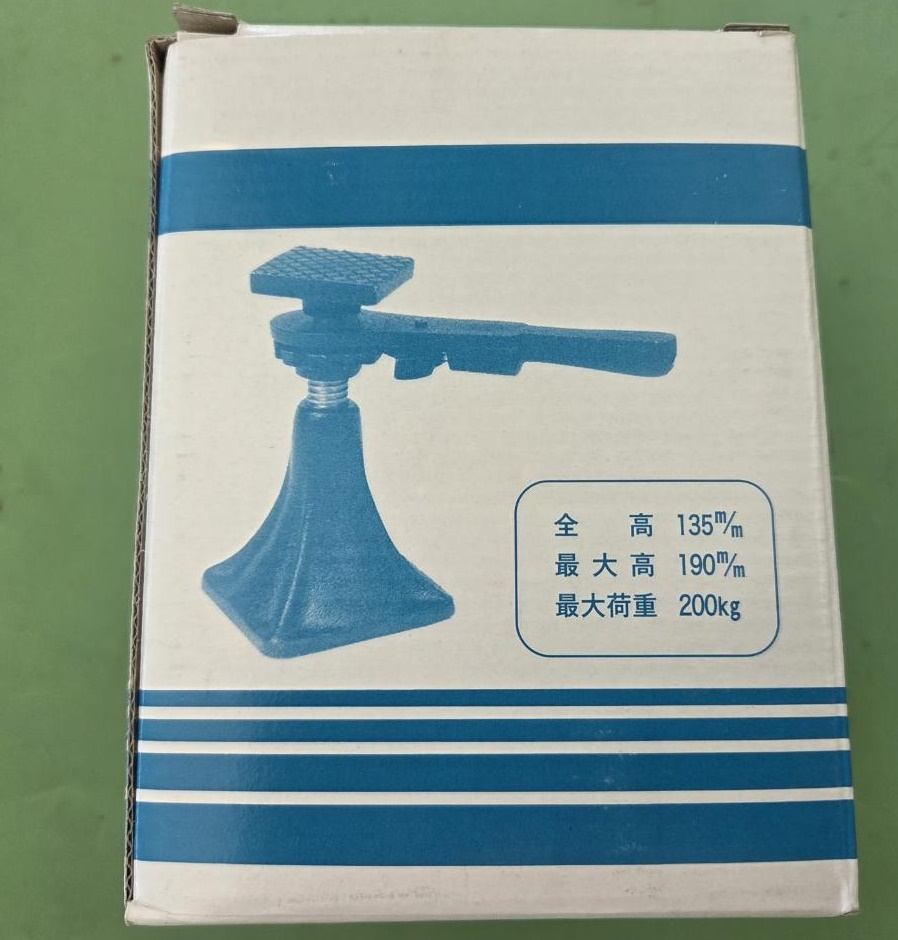 全 高 135m/m
最大高 190m/m
最大荷重 200kg